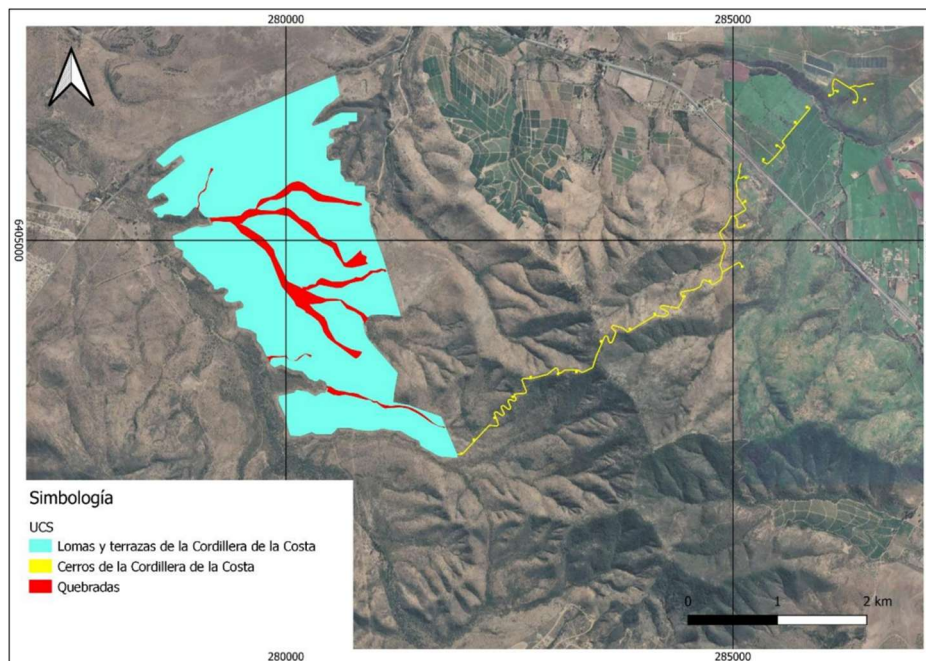 280000
285000
6405000
6405000
Simbología
UCS
Lomas y terrazas de la Cordillera de la Costa
Cerros de la Cordillera de la Costa
Quebradas
0
1
2 km
280000
285000